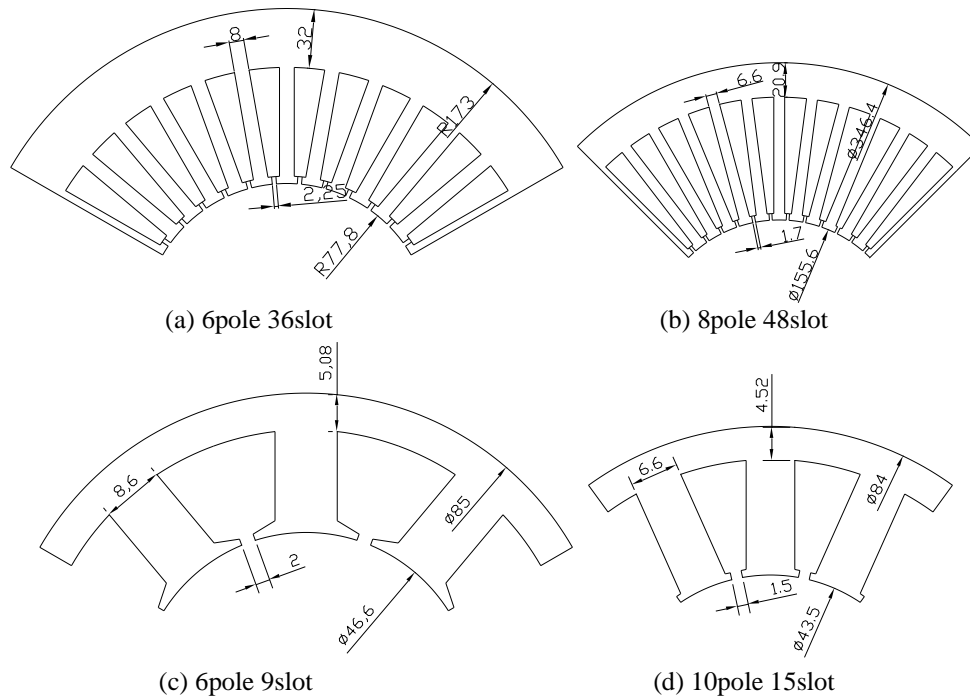 8
32
R173
2,25
R77,8
(a) 6pole 36slot
6.6
20.9
ø346.4
1.7
ø155.6
(b) 8pole 48slot
5,08
8,6
ø85
2
ø46,6
(c) 6pole 9slot
4.52
6.6
ø84
1.5
ø43.5
(d) 10pole 15slot